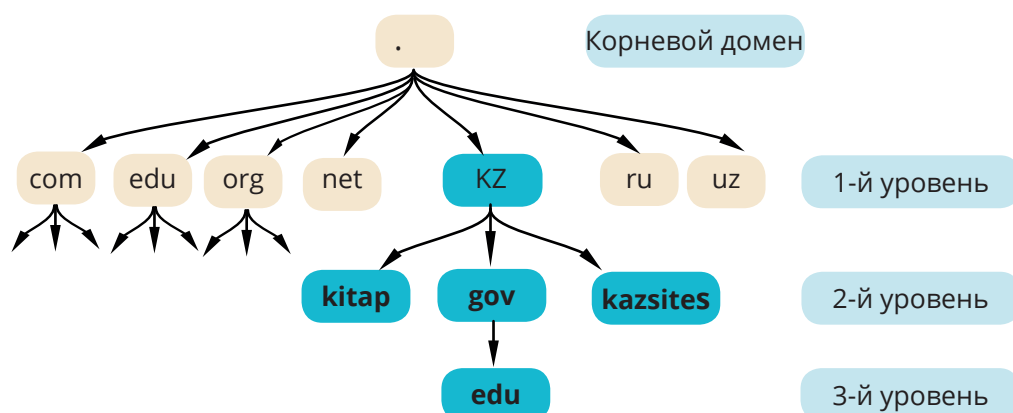 . Корневой домен
com edu org net KZ ru uz 1-й уровень
kitap gov kazsites 2-й уровень
edu 3-й уровень